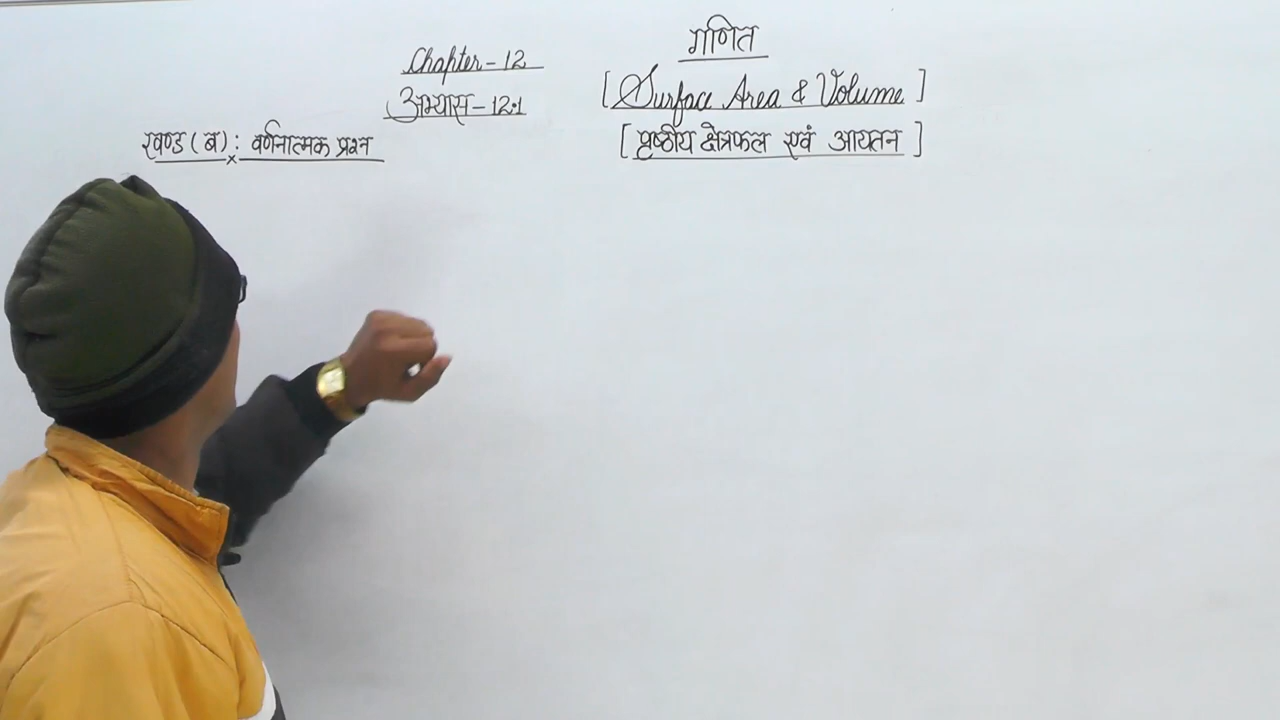 गणित
Chapter-12
[Surface Area & Volume]
अभ्यास-12.1
[पृष्ठीय क्षेत्रफल एवं आयतन]
खण्ड (ब) : वर्णनात्मक प्रश्न